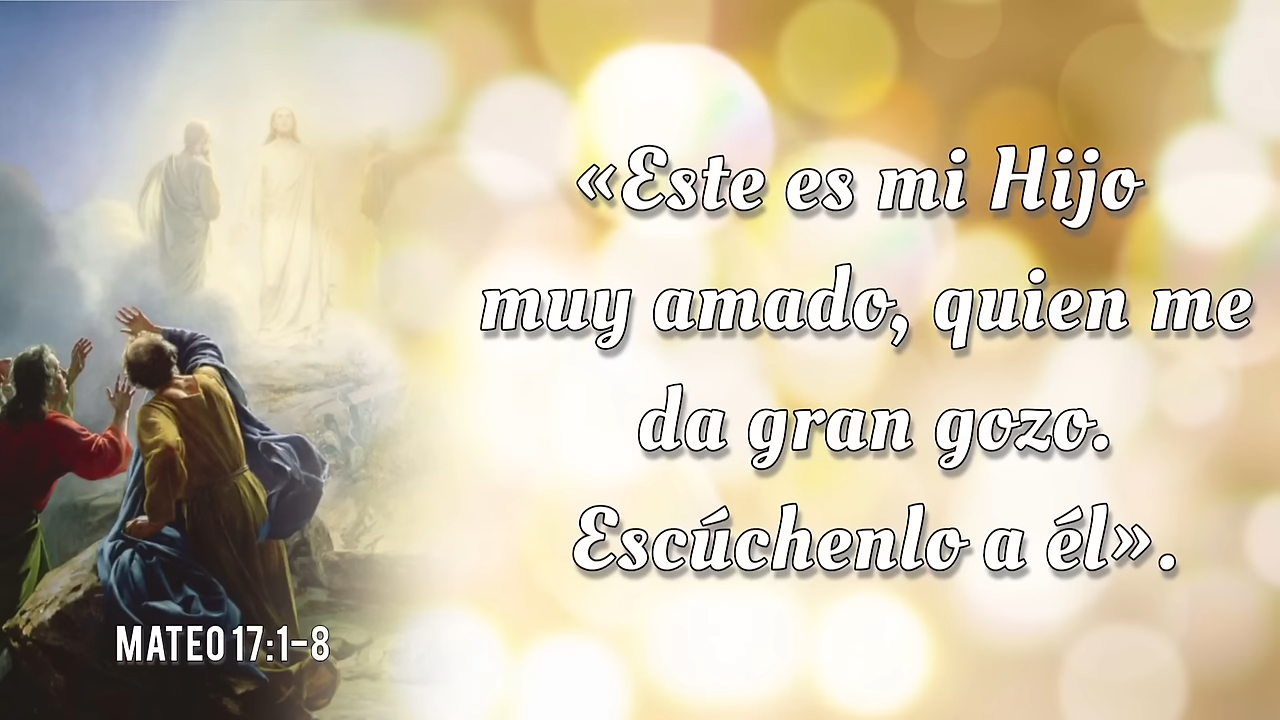 «Este es mi Hijo
muy amado, quien me
da gran gozo.
Escúchenlo a él».
MATEO 17:1-8